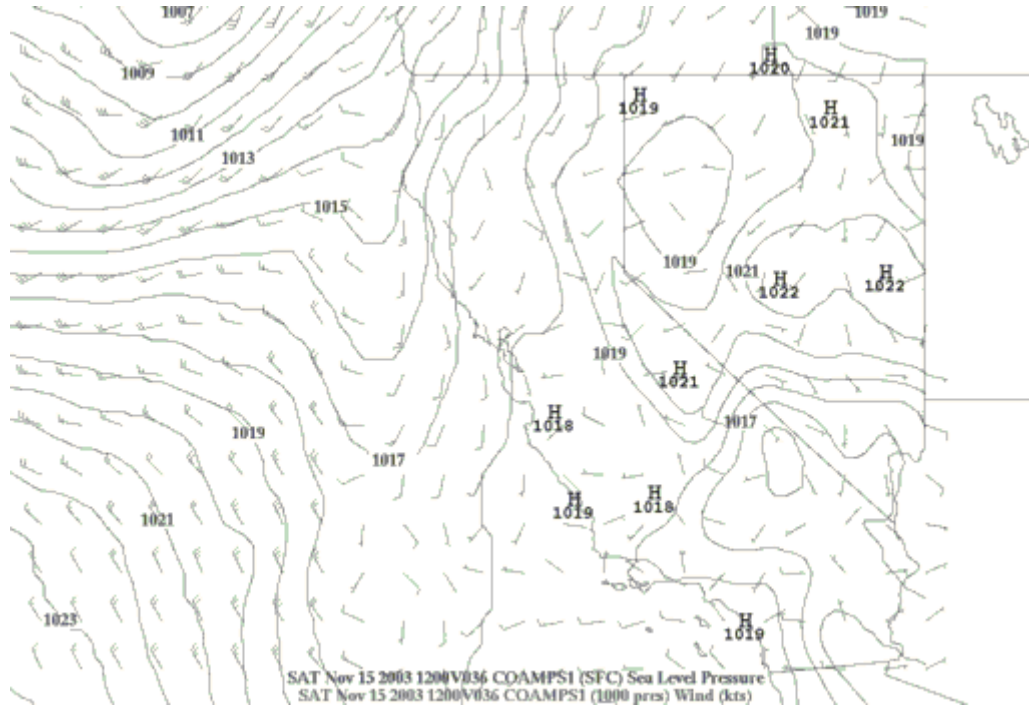 1007
1019
1019
H
1020
1009
H
1019
H
1021
1011
1019
1013
1015
1019
1021
H
1022
H
1022
1019
H
1021
H
1018
1017
1019
1017
H
1019
H
1018
1021
1023
H
1019
SAT Nov 15 2003 1200V036 COAMPS1 (SFC) Sea Level Pressure
SAT Nov 15 2003 1200V036 COAMPS1 (1000 pres) Wind (kts)